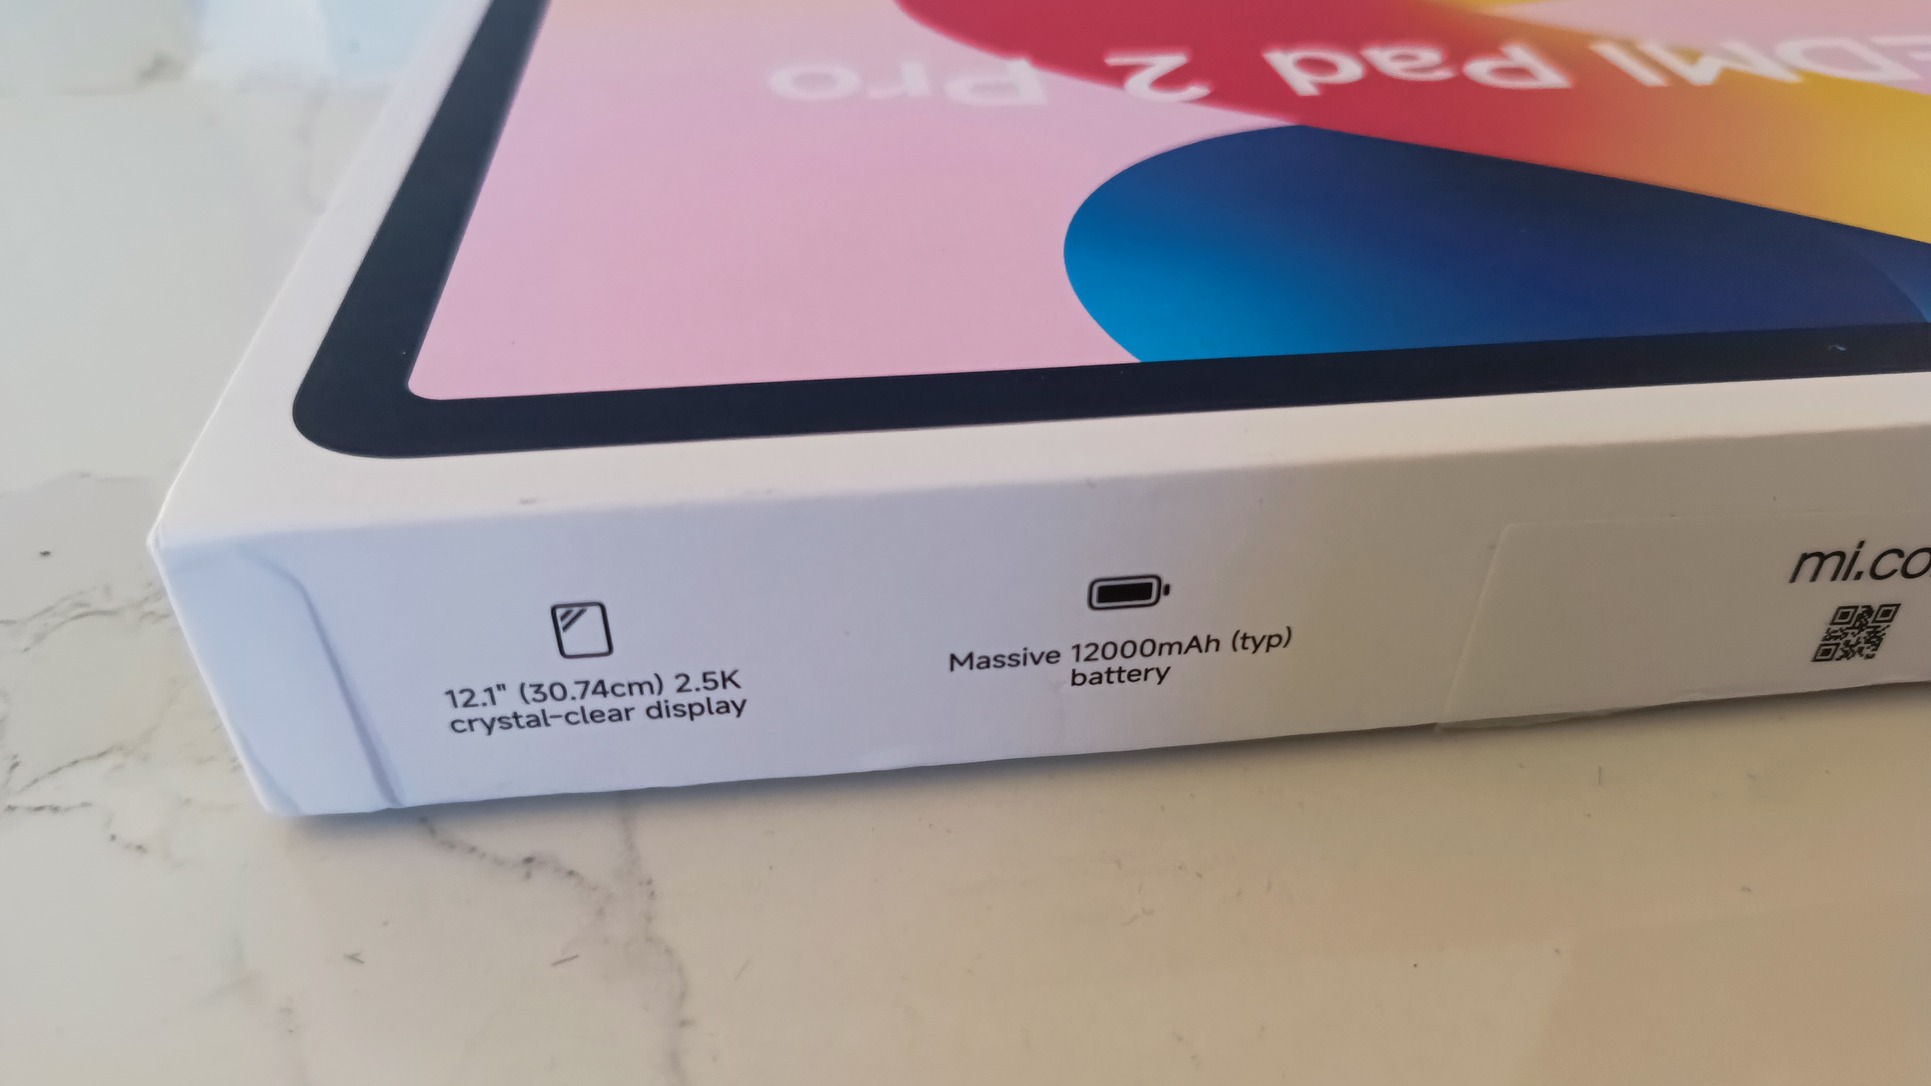 EDMI Pad 2 Pro
12.1" (30.74cm) 2.5K
crystal-clear display
Massive 12000mAh (typ)
battery
mi.co